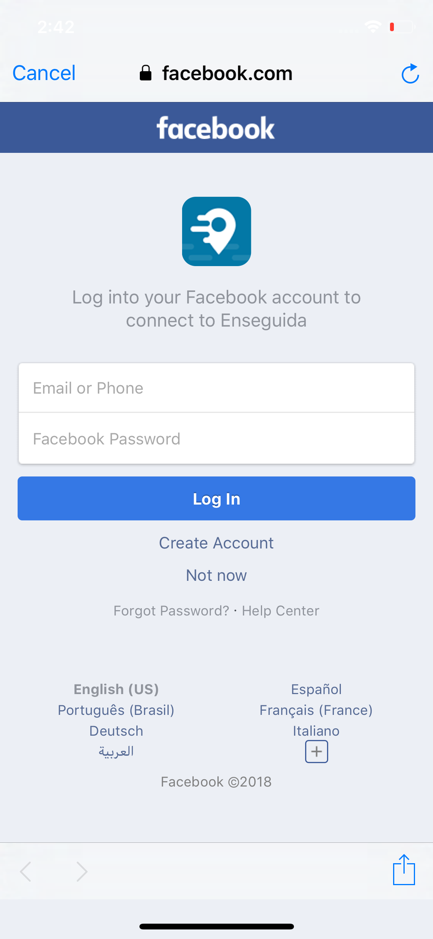 2:42
Cancel facebook.com
facebook
Log into your Facebook account to
connect to Enseguida
Email or Phone
Facebook Password
Log In
Create Account
Not now
Forgot Password? · Help Center
English (US) Español
Português (Brasil) Français (France)
Deutsch Italiano
العربية
Facebook ©2018